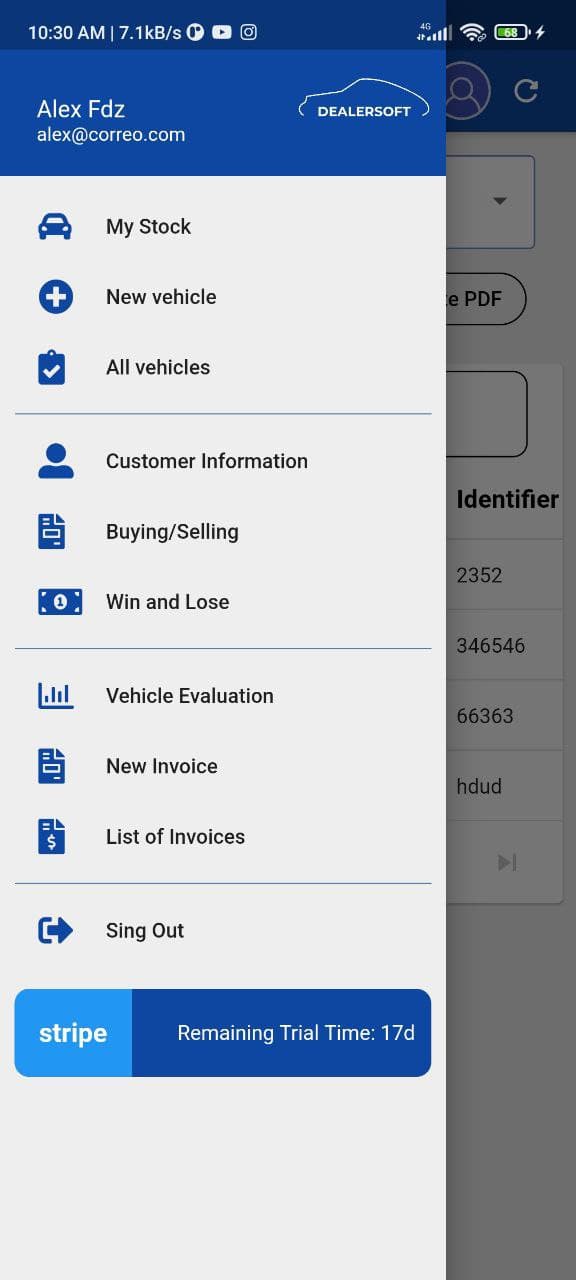 10:30 AM | 7.1kB/s
4G
68
Alex Fdz
alex@correo.com
DEALERSOFT
My Stock
New vehicle
e PDF
All vehicles
Customer Information
Identifier
Buying/Selling
2352
Win and Lose
346546
Vehicle Evaluation
66363
New Invoice
hdud
List of Invoices
Sing Out
stripe
Remaining Trial Time: 17d